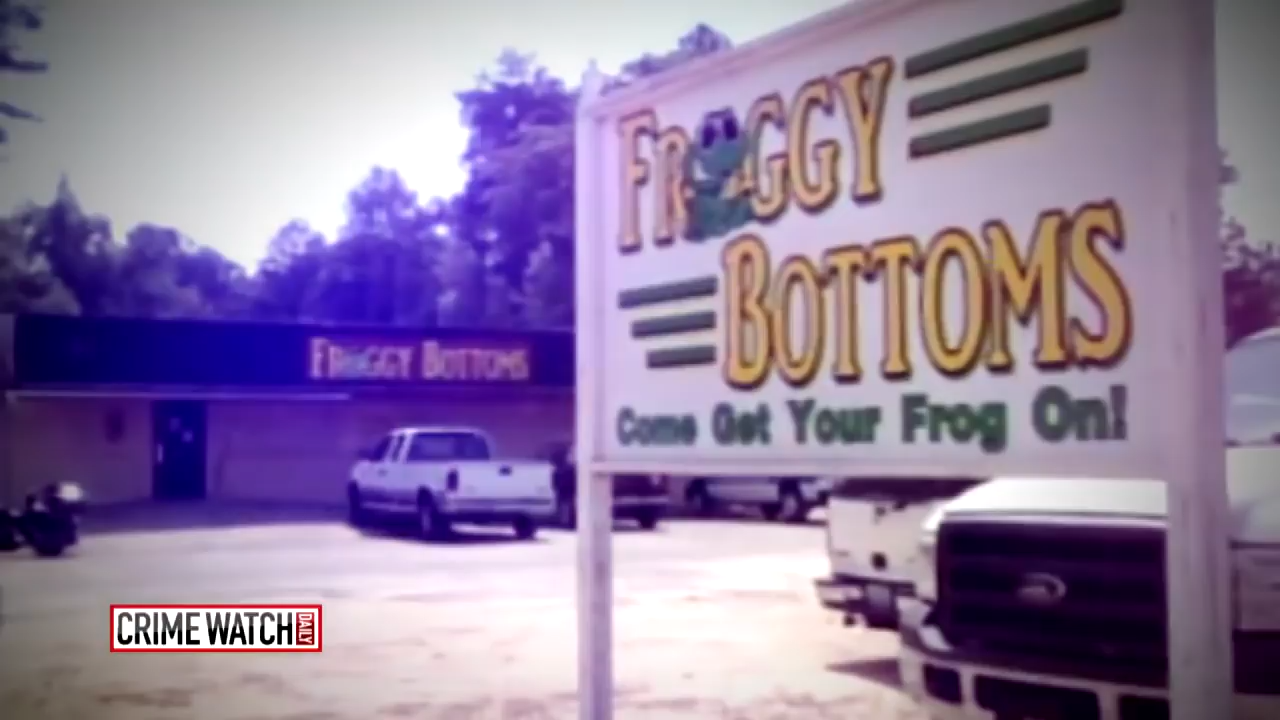 FROGGY
BOTTOMS
Come Get Your Frog On!
FROGGY BOTTOMS
CRIME WATCH DAILY